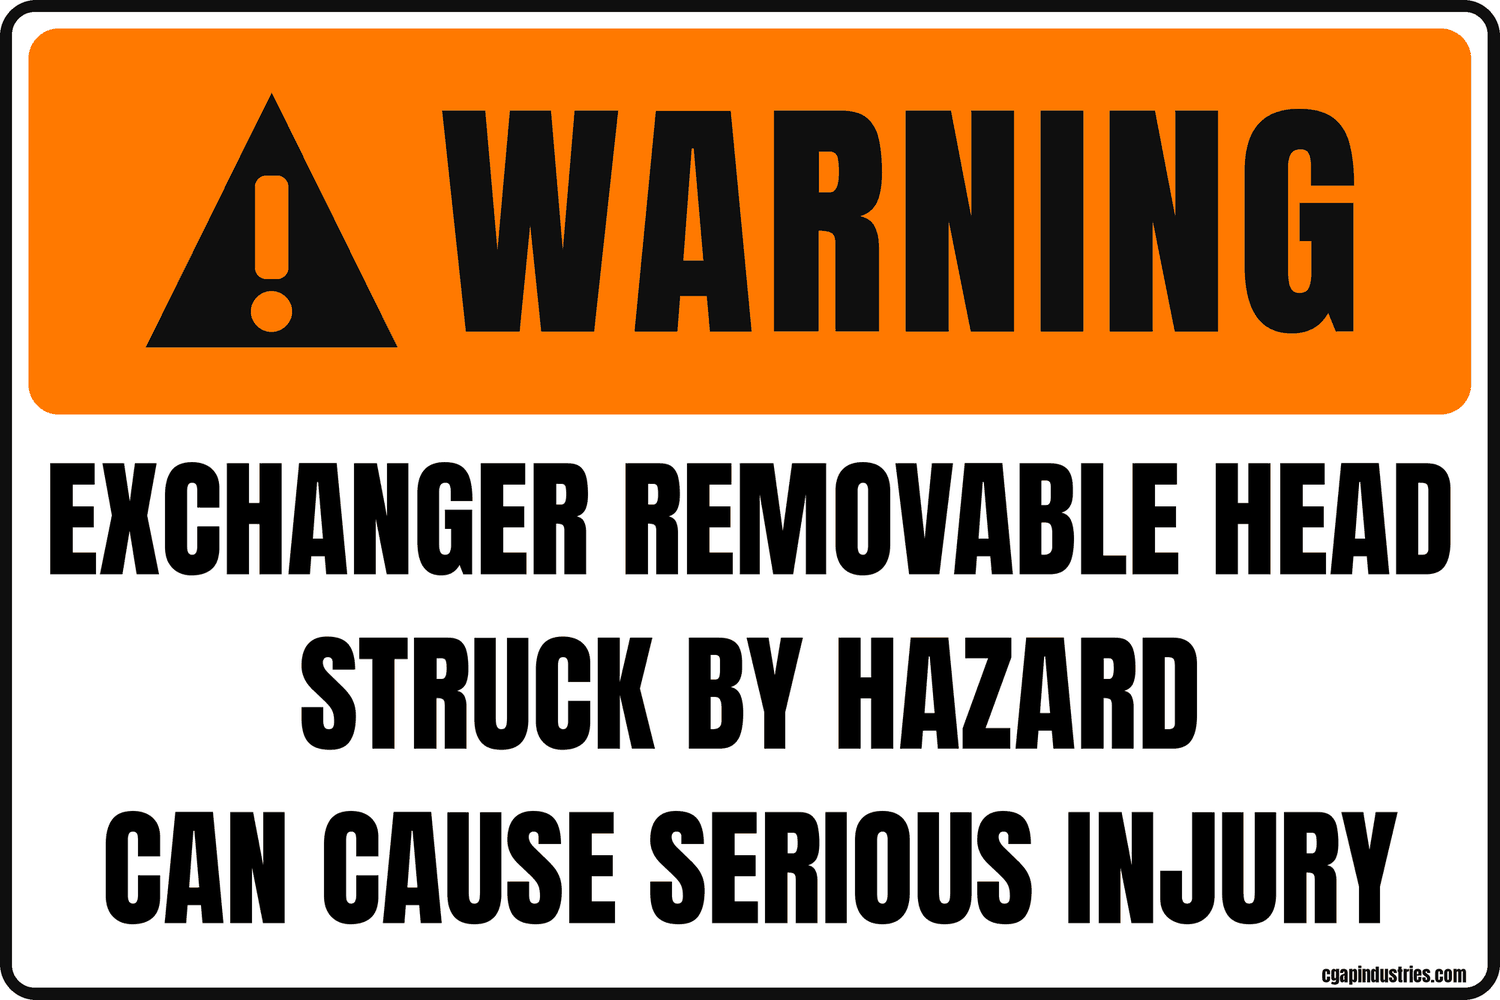 WARNING
EXCHANGER REMOVABLE HEAD
STRUCK BY HAZARD
CAN CAUSE SERIOUS INJURY
cgapindustries.com